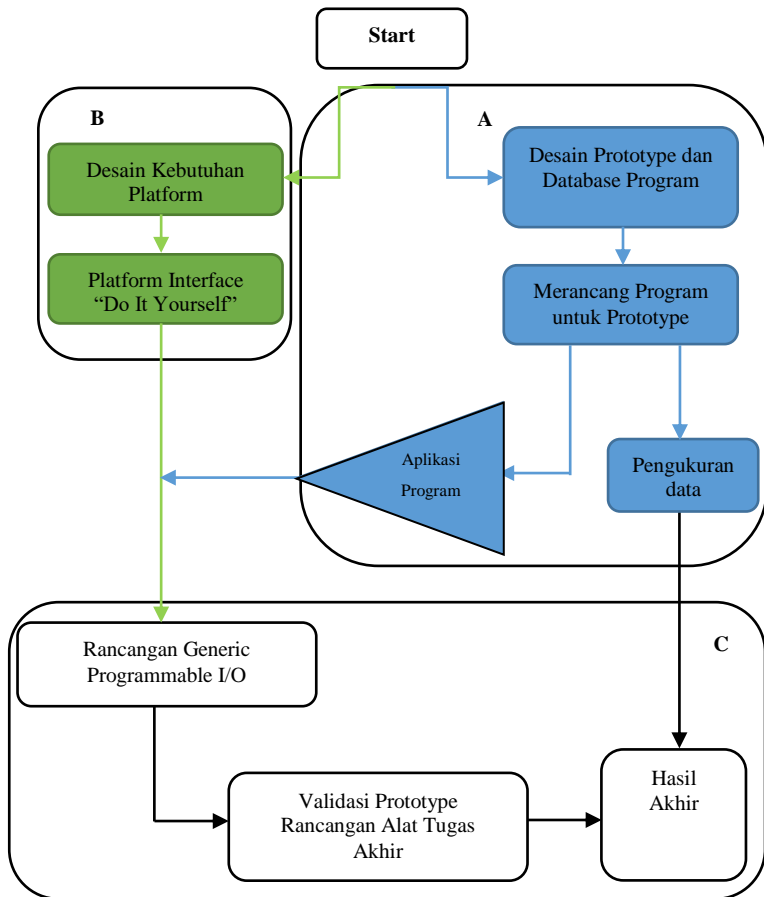 Start
B
A
Desain Kebutuhan
Platform
Desain Prototype dan
Database Program
Platform Interface
“Do It Yourself”
Merancang Program
untuk Prototype
Aplikasi
Program
Pengukuran
data
C
Rancangan Generic
Programmable I/O
Validasi Prototype
Rancangan Alat Tugas
Akhir
Hasil
Akhir